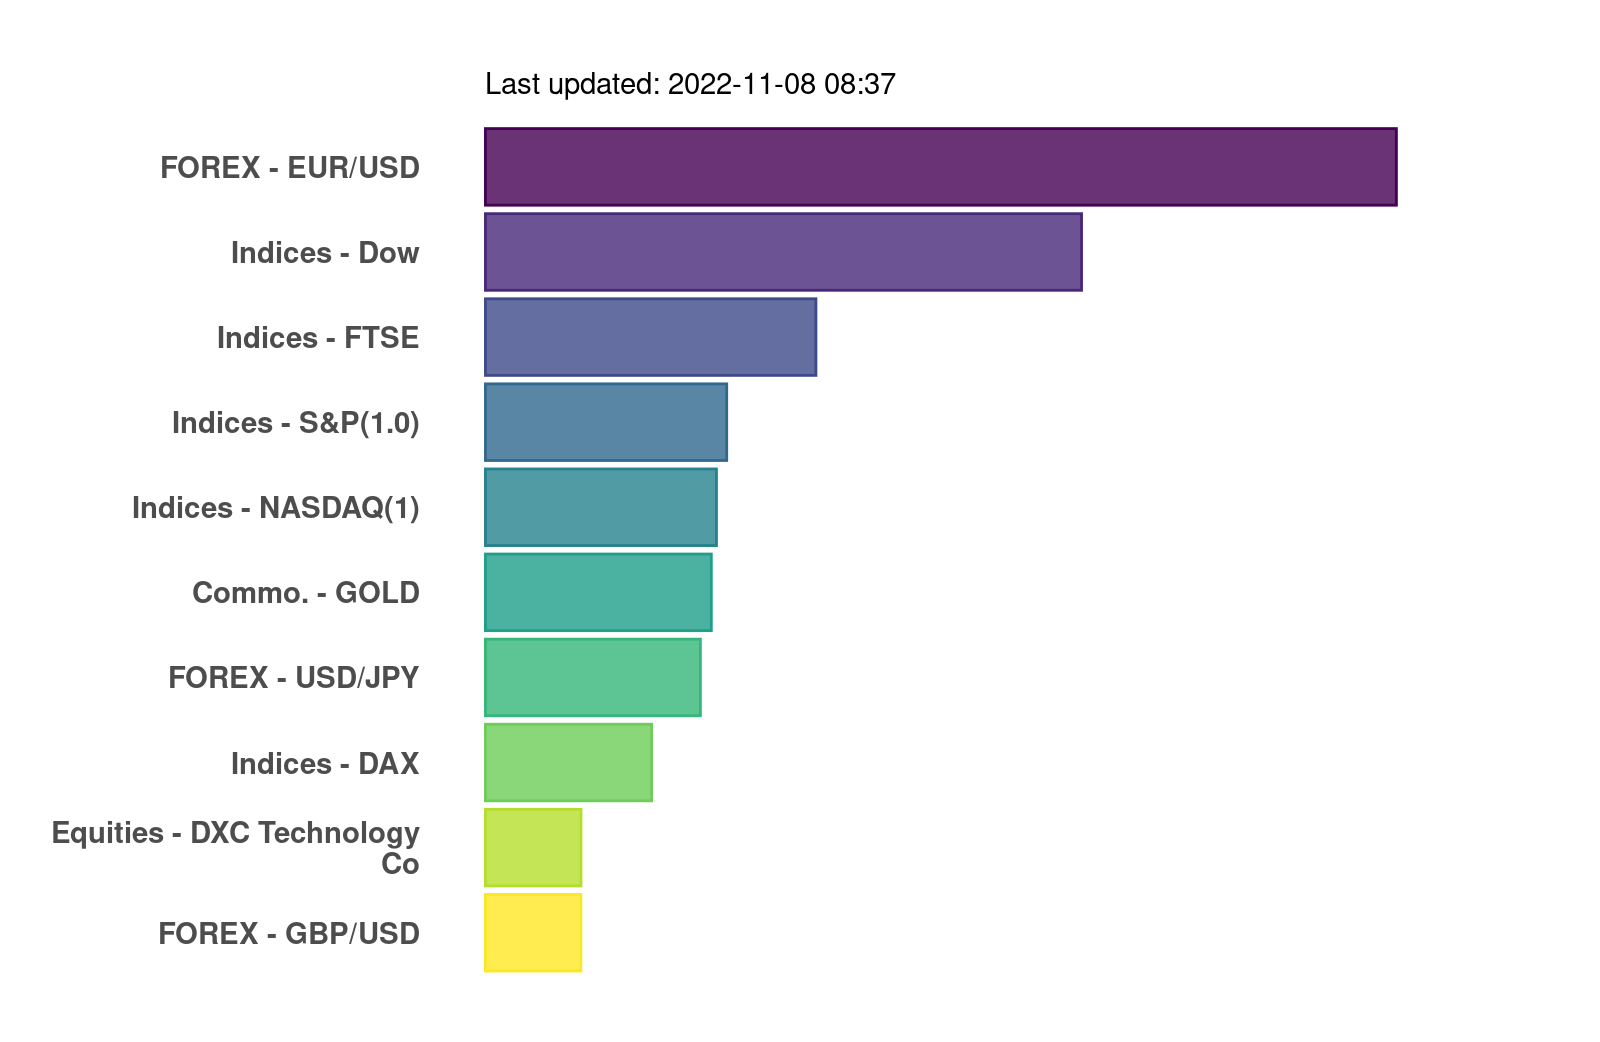 Last updated: 2022-11-08 08:37
FOREX - EUR/USD
Indices - Dow
Indices - FTSE
Indices - S&P(1.0)
Indices - NASDAQ(1)
Commo. - GOLD
FOREX - USD/JPY
Indices - DAX
Equities - DXC Technology
Co
FOREX - GBP/USD